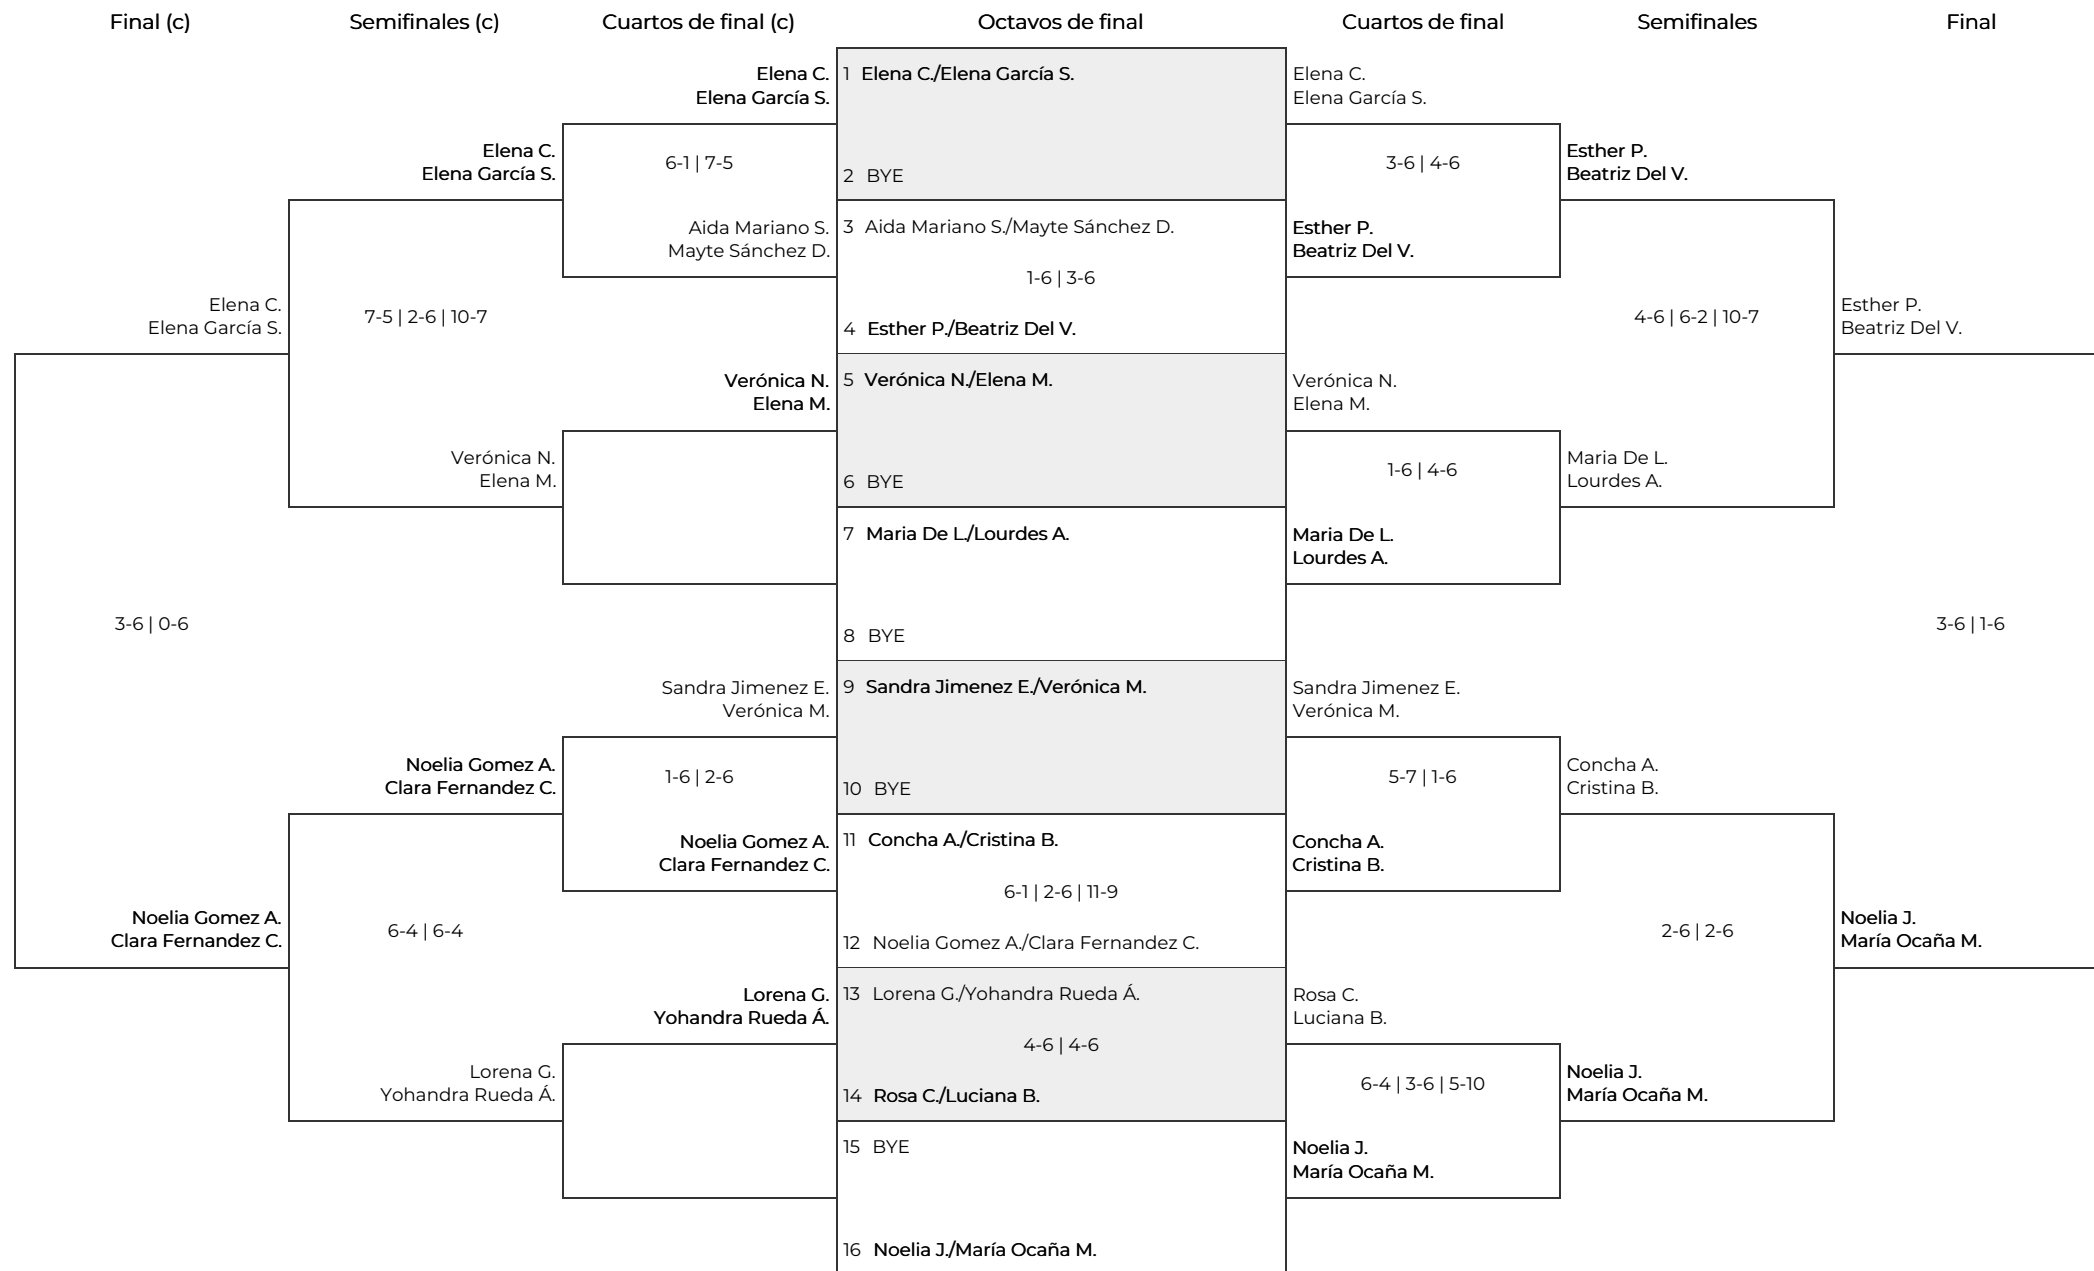 Final (c)
Semifinales (c)
Cuartos de final (c)
Octavos de final
Cuartos de final
Semifinales
Final
Elena C.
Elena García S.
Noelia Gomez A.
Clara Fernandez C.
3-6 | 0-6
Elena C.
Elena García S.
7-5 | 2-6 | 10-7
Verónica N.
Elena M.
Noelia Gomez A.
Clara Fernandez C.
6-4 | 6-4
Lorena G.
Yohandra Rueda Á.
Elena C.
Elena García S.
6-1 | 7-5
Aida Mariano S.
Mayte Sánchez D.
Verónica N.
Elena M.
Sandra Jimenez E.
Verónica M.
1-6 | 2-6
Noelia Gomez A.
Clara Fernandez C.
Lorena G.
Yohandra Rueda Á.
1 Elena C./Elena García S.
2 BYE
3 Aida Mariano S./Mayte Sánchez D.
1-6 | 3-6
4 Esther P./Beatriz Del V.
5 Verónica N./Elena M.
6 BYE
7 Maria De L./Lourdes A.
8 BYE
9 Sandra Jimenez E./Verónica M.
10 BYE
11 Concha A./Cristina B.
6-1 | 2-6 | 11-9
12 Noelia Gomez A./Clara Fernandez C.
13 Lorena G./Yohandra Rueda Á.
4-6 | 4-6
14 Rosa C./Luciana B.
15 BYE
16 Noelia J./María Ocaña M.
Elena C.
Elena García S.
3-6 | 4-6
Esther P.
Beatriz Del V.
Verónica N.
Elena M.
1-6 | 4-6
Maria De L.
Lourdes A.
Sandra Jimenez E.
Verónica M.
5-7 | 1-6
Concha A.
Cristina B.
Rosa C.
Luciana B.
6-4 | 3-6 | 5-10
Noelia J.
María Ocaña M.
Esther P.
Beatriz Del V.
4-6 | 6-2 | 10-7
Maria De L.
Lourdes A.
Concha A.
Cristina B.
2-6 | 2-6
Noelia J.
María Ocaña M.
Esther P.
Beatriz Del V.
3-6 | 1-6
Noelia J.
María Ocaña M.